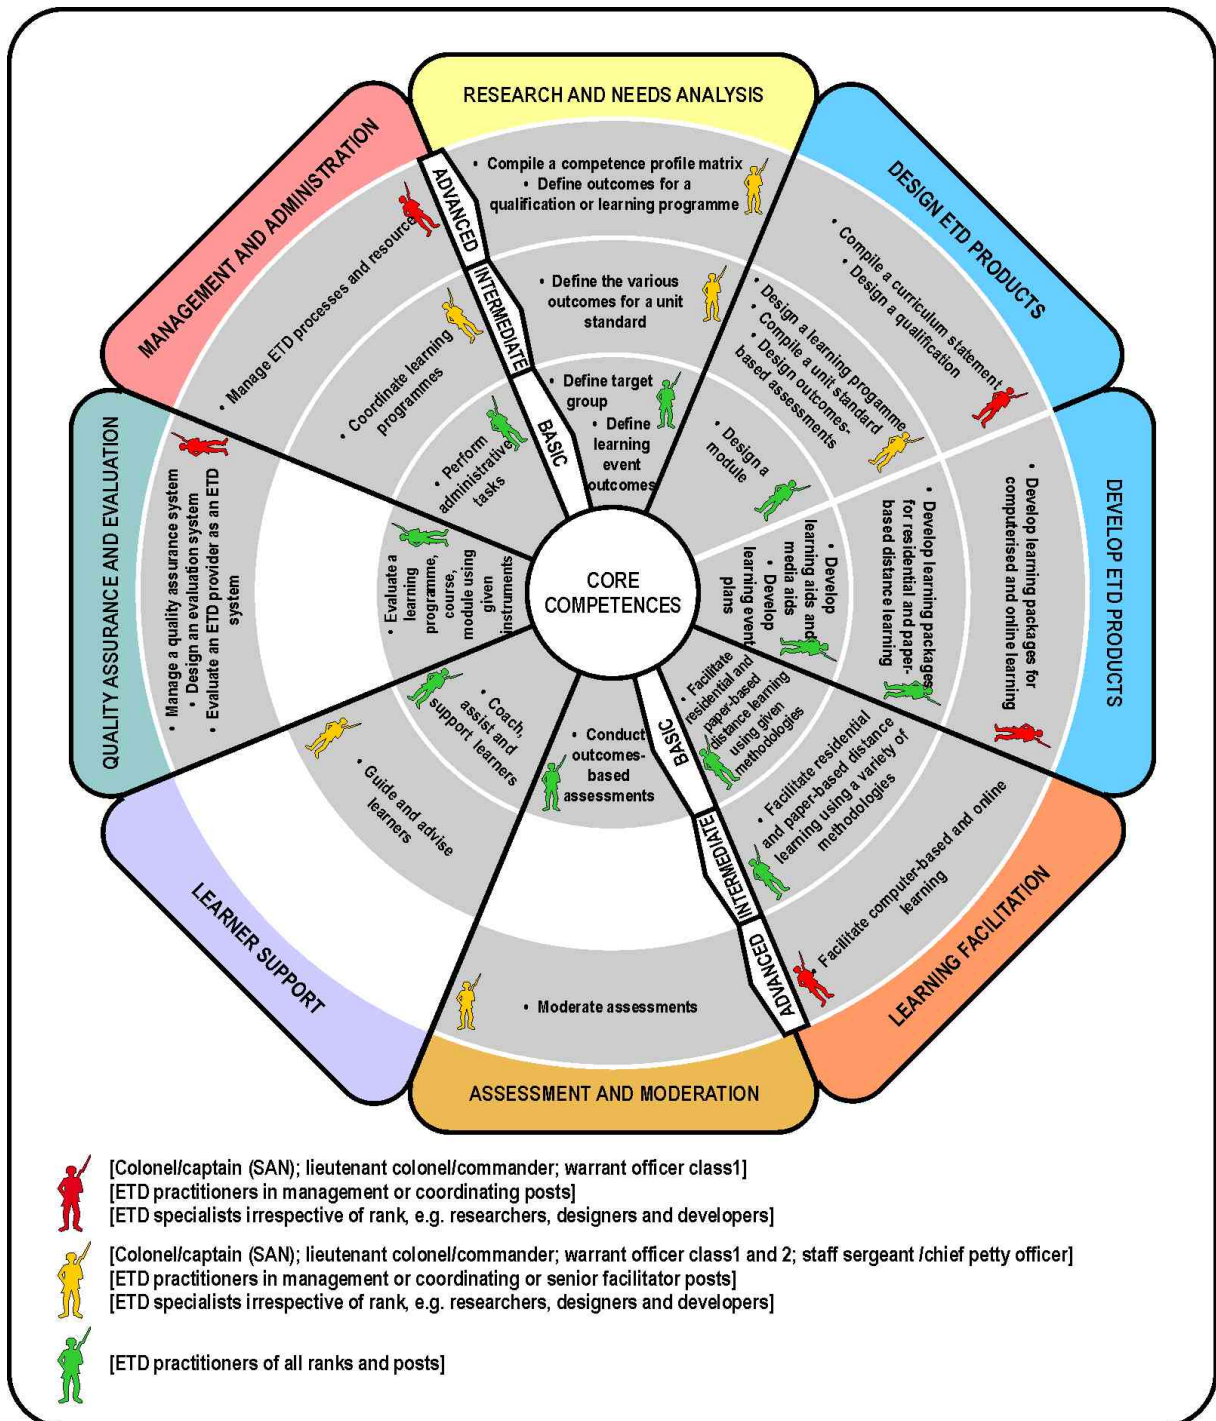 RESEARCH AND NEEDS ANALYSIS
• Compile a competence profile matrix
• Define outcomes for a
qualification or learning programme
• Define the various
outcomes for a unit
standard
• Define target
group
• Define
learning
event
outcomes
DESIGN ETD PRODUCTS
• Compile a curriculum statement
• Design a qualification
• Design a learning progamme
• Compile a unit standard
• Design outcomes-
based assessments
• Design a
module
DEVELOP ETD PRODUCTS
• Develop learning packages for
computerised and online learning
• Develop learning packages
for residential and paper-
based distance learning
• Develop
learning aids and
media aids
• Develop
learning event
plans
LEARNING FACILITATION
• Facilitate
residential and
paper-based
distance learning
using given
methodologies
• Facilitate residential
and paper-based distance
learning using a variety of
methodologies
• Facilitate computer-based and online
learning
BASIC
INTERMEDIATE
ADVANCED
ASSESSMENT AND MODERATION
• Conduct
outcomes-
based
assessments
• Moderate assessments
LEARNER SUPPORT
• Coach,
assist and
support learners
• Guide and advise
learners
QUALITY ASSURANCE AND EVALUATION
• Manage a quality assurance system
• Design an evaluation system
• Evaluate an ETD provider as an ETD
system
• Evaluate a
learning
programme,
course,
module using
given
instruments
MANAGEMENT AND ADMINISTRATION
• Manage ETD processes and resource
• Coordinate learning
programmes
• Perform
administrative
tasks
ADVANCED
INTERMEDIATE
BASIC
CORE
COMPETENCES
[Colonel/captain (SAN); lieutenant colonel/commander; warrant officer class1]
[ETD practitioners in management or coordinating posts]
[ETD specialists irrespective of rank, e.g. researchers, designers and developers]
[Colonel/captain (SAN); lieutenant colonel/commander; warrant officer class1 and 2; staff sergeant /chief petty officer]
[ETD practitioners in management or coordinating or senior facilitator posts]
[ETD specialists irrespective of rank, e.g. researchers, designers and developers]
[ETD practitioners of all ranks and posts]